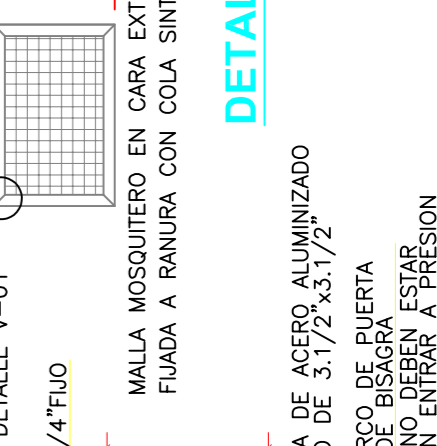 DETALLE V-01
/4"FIJO
MALLA MOSQUITERO EN CARA EXT
FIJADA A RANURA CON COLA SINT
DETAL
A DE ACERO ALUMINIZADO
O DE 3.1/2"x3.1/2"
RCO DE PUERTA
DE BISAGRA
NO DEBEN ESTAR
N ENTRAR A PRESION